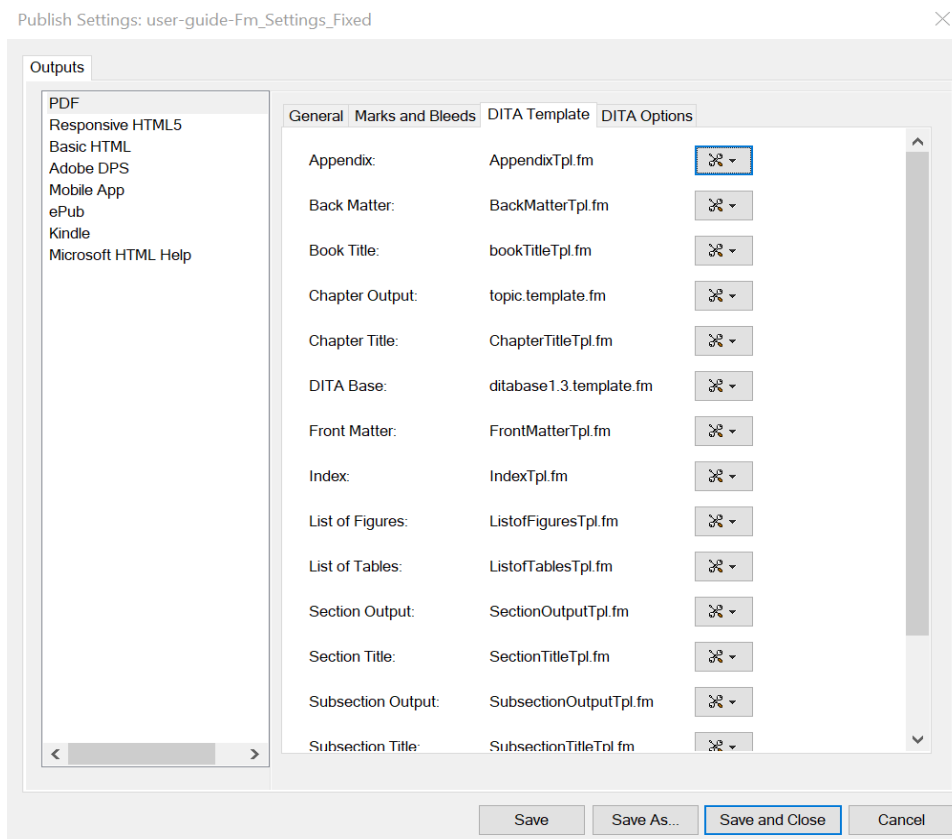 Publish Settings: user-guide-Fm_Settings_Fixed
Outputs
PDF
Responsive HTML5
Basic HTML
Adobe DPS
Mobile App
ePub
Kindle
Microsoft HTML Help
General Marks and Bleeds DITA Template DITA Options
Appendix: AppendixTpl.fm
Back Matter: BackMatterTpl.fm
Book Title: bookTitleTpl.fm
Chapter Output: topic.template.fm
Chapter Title: ChapterTitleTpl.fm
DITA Base: ditabase1.3.template.fm
Front Matter: FrontMatterTpl.fm
Index: IndexTpl.fm
List of Figures: ListofFiguresTpl.fm
List of Tables: ListofTablesTpl.fm
Section Output: SectionOutputTpl.fm
Section Title: SectionTitleTpl.fm
Subsection Output: SubsectionOutputTpl.fm
Subsection Title: SubsectionTitleTpl.fm
Save Save As... Save and Close Cancel